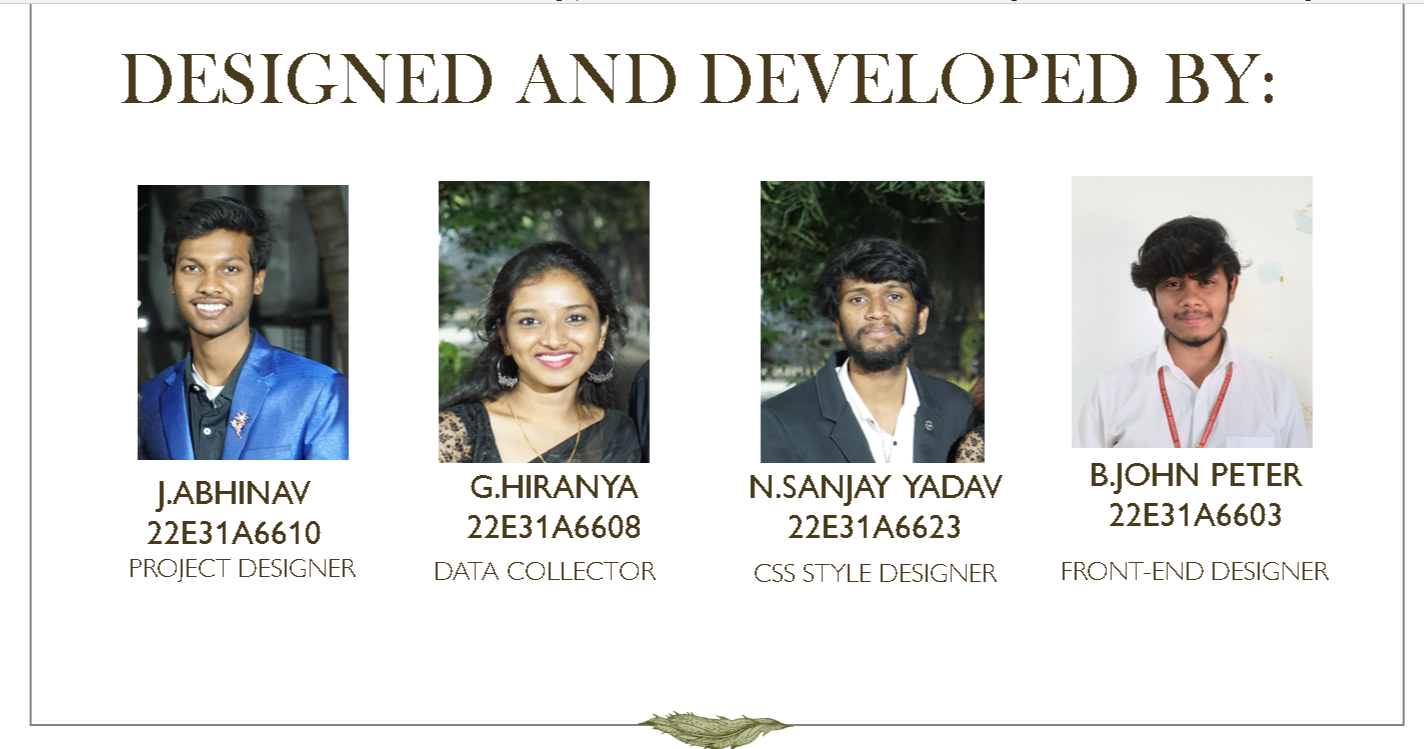 DESIGNED AND DEVELOPED BY:
J.ABHINAV
22E31A6610
PROJECT DESIGNER
G.HIRANYA
22E31A6608
DATA COLLECTOR
N.SANJAY YADAV
22E31A6623
CSS STYLE DESIGNER
B.JOHN PETER
22E31A6603
FRONT-END DESIGNER